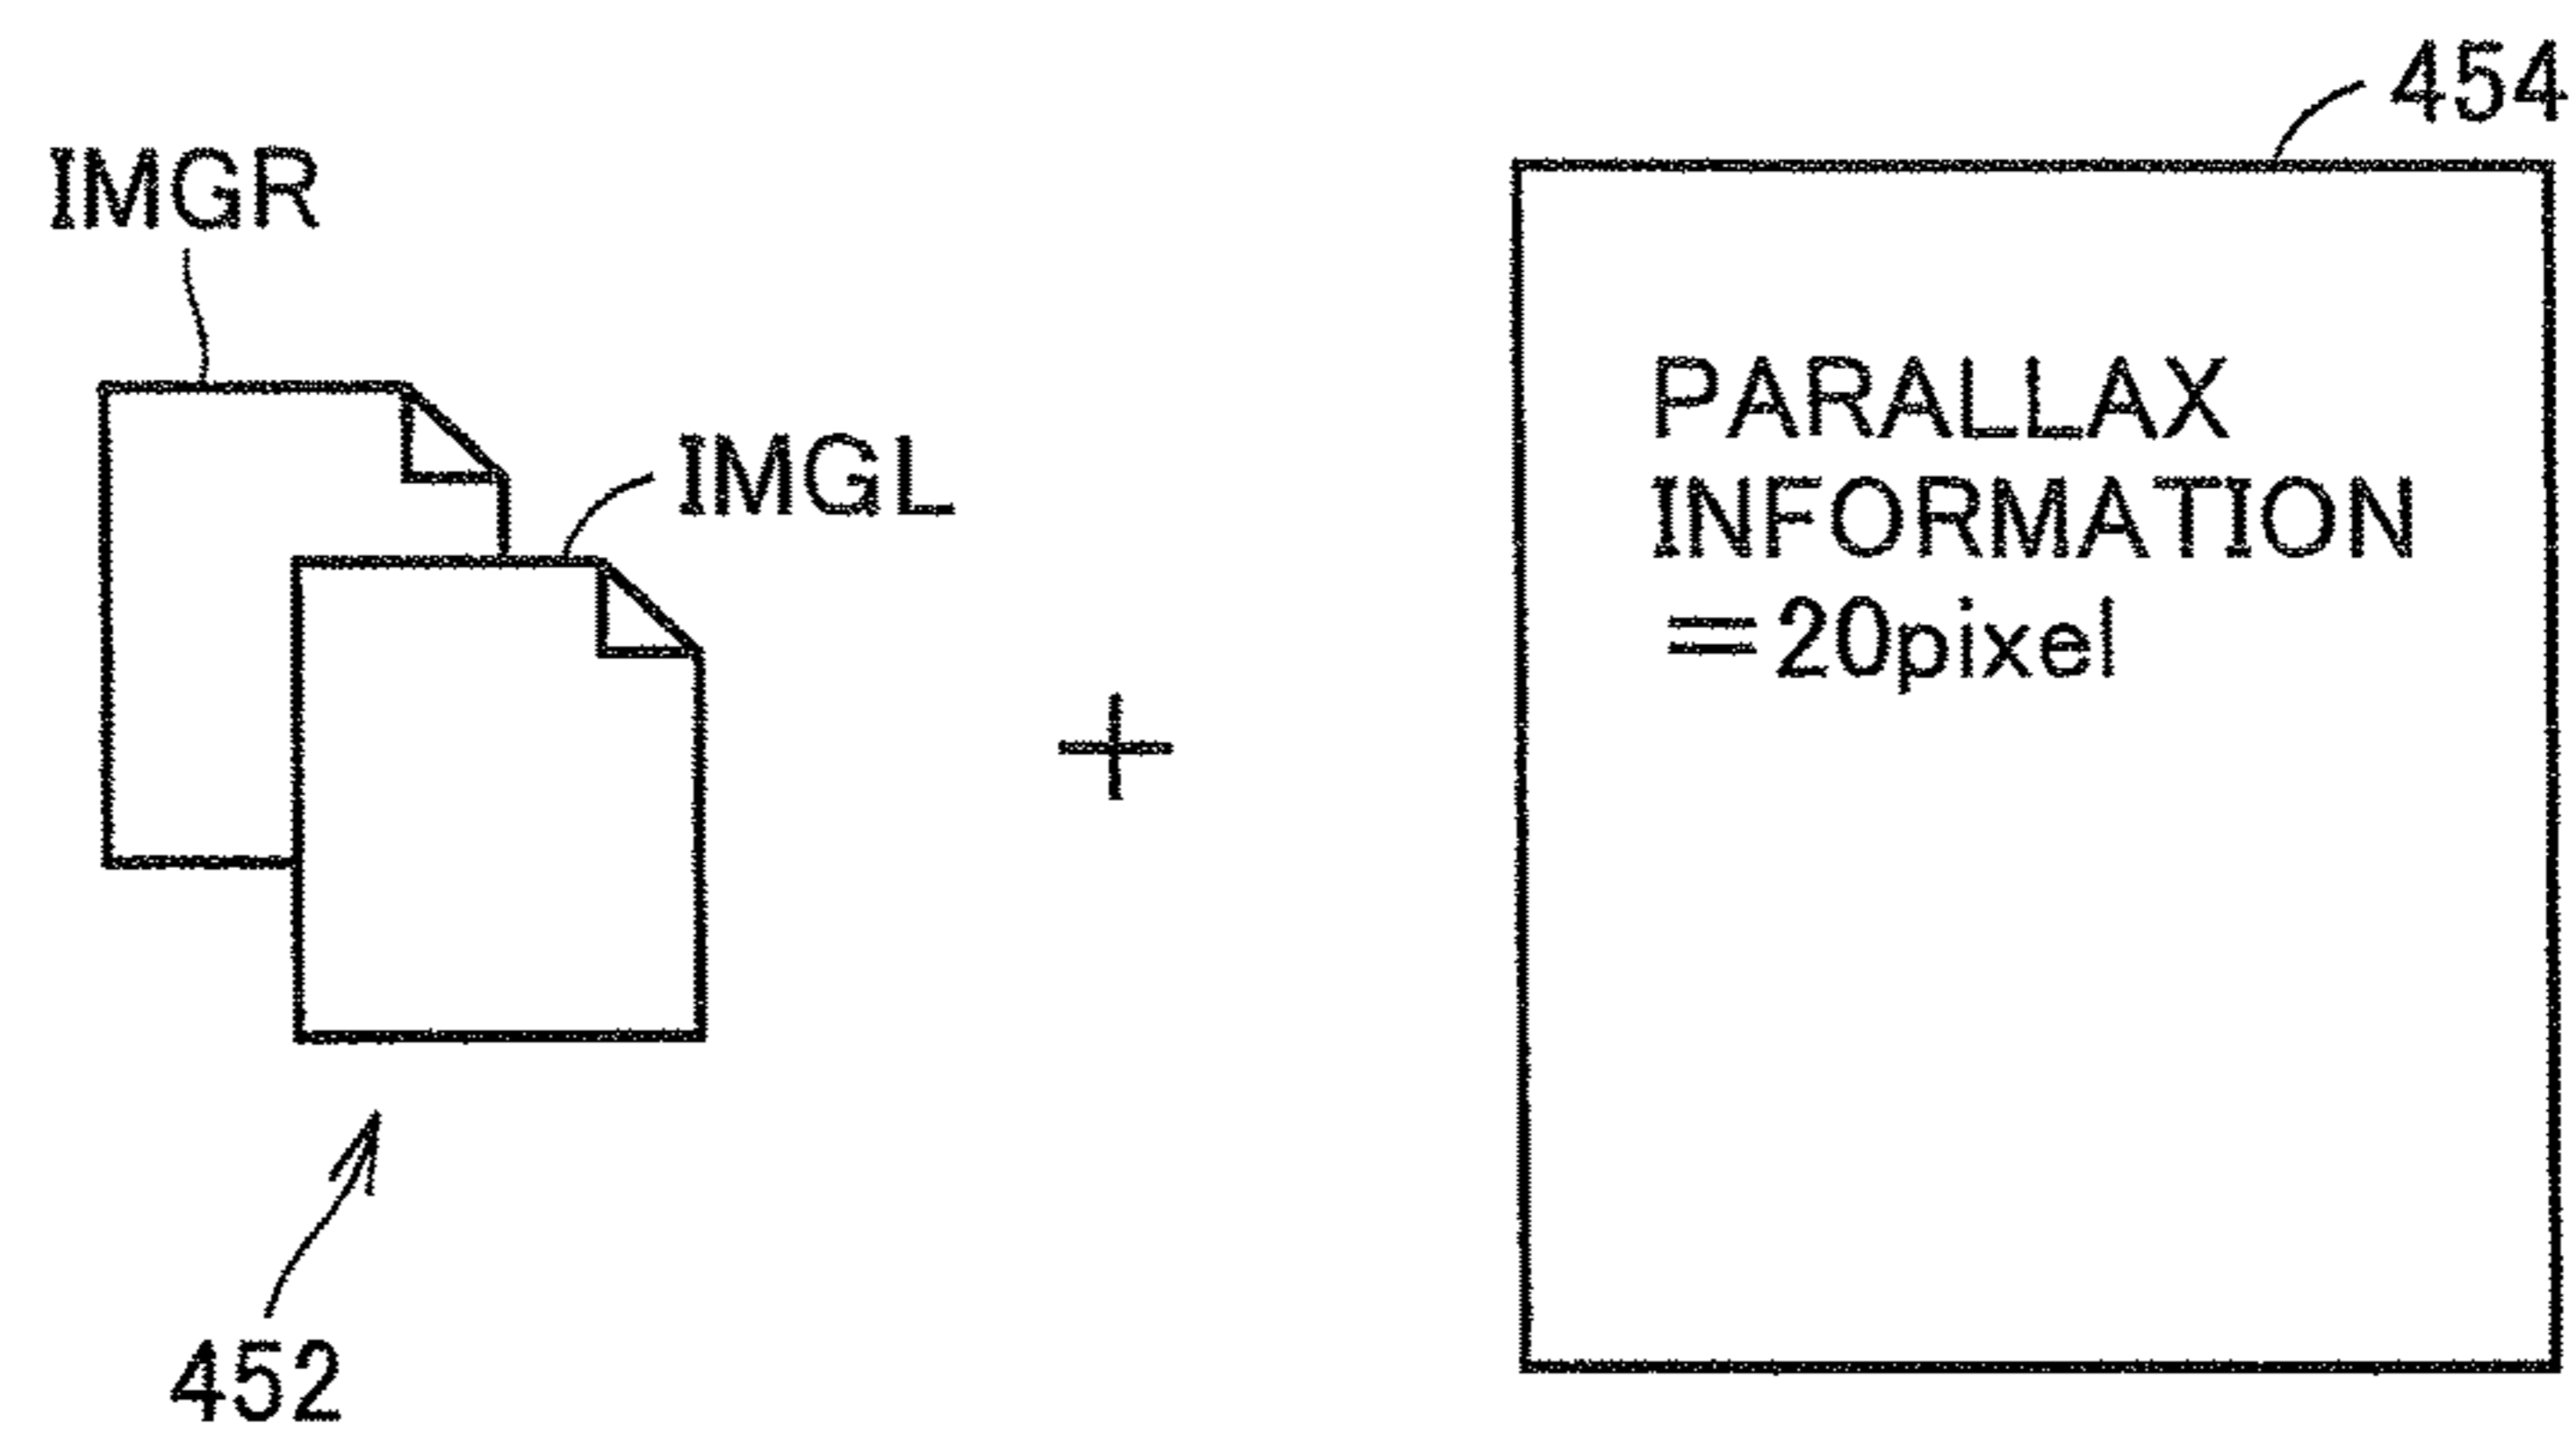 454
IMGR
IMGL
PARALLAX
INFORMATION
=20pixel
+
452